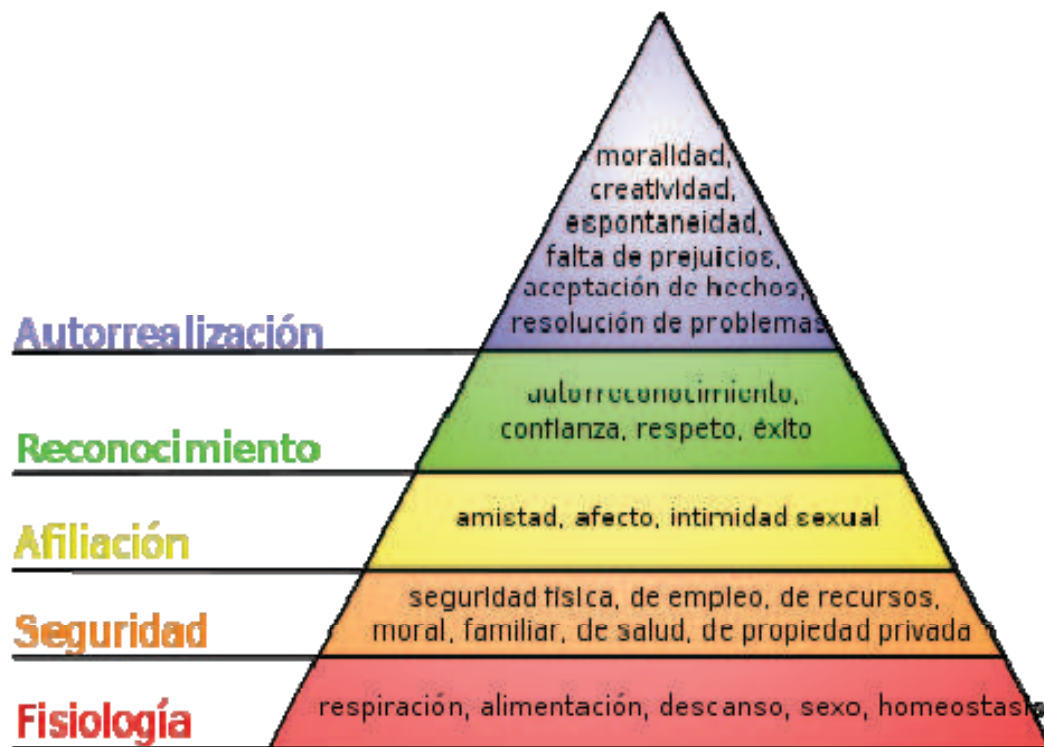 moralidad,
creatividad,
espontaneidad,
falta de prejuicios,
aceptación de hechos,
resolución de problemas
Autorrealización
autorreconocimiento,
confianza, respeto, éxito
Reconocimiento
amistad, afecto, intimidad sexual
Afiliación
seguridad física, de empleo, de recursos,
moral, familiar, de salud, de propiedad privada
Seguridad
respiración, alimentación, descanso, sexo, homeostasis
Fisiología